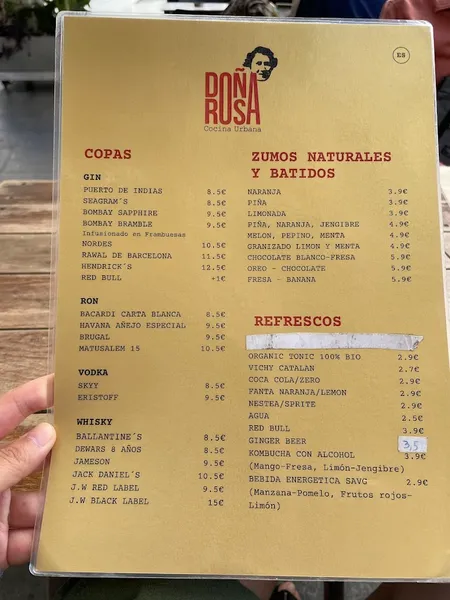 ES
DOÑA
ROSA
Cocina Urbana
COPAS
GIN
PUERTO DE INDIAS 8.5€
SEAGRAM´S 8.5€
BOMBAY SAPPHIRE 9.5€
BOMBAY BRAMBLE 9.5€
Infusionado en Frambuesas
NORDES 10.5€
RAWAL DE BARCELONA 11.5€
HENDRICK´S 12.5€
RED BULL +1€
RON
BACARDI CARTA BLANCA 8.5€
HAVANA AÑEJO ESPECIAL 9.5€
BRUGAL 9.5€
MATUSALEM 15 10.5€
VODKA
SKYY 8.5€
ERISTOFF 9.5€
WHISKY
BALLANTINE´S 8.5€
DEWARS 8 AÑOS 8.5€
JAMESON 9.5€
JACK DANIEL´S 10.5€
J.W RED LABEL 9.5€
J.W BLACK LABEL 15€
ZUMOS NATURALES
Y BATIDOS
NARANJA 3.9€
PIÑA 3.9€
LIMONADA 3.9€
PIÑA, NARANJA, JENGIBRE 4.9€
MELON, PEPINO, MENTA 4.9€
GRANIZADO LIMON Y MENTA 4.9€
CHOCOLATE BLANCO-FRESA 5.9€
OREO - CHOCOLATE 5.9€
FRESA - BANANA 5.9€
REFRESCOS
ORGANIC TONIC 100% BIO 2.9€
VICHY CATALAN 2.7€
COCA COLA/ZERO 2.9€
FANTA NARANJA/LEMON 2.9€
NESTEA/SPRITE 2.9€
AGUA 2.5€
RED BULL 3.9€
GINGER BEER 3,5
KOMBUCHA CON ALCOHOL 3.9€
(Mango-Fresa, Limón-Jengibre)
BEBIDA ENERGETICA SAVG 2.9€
(Manzana-Pomelo, Frutos rojos-
Limón)